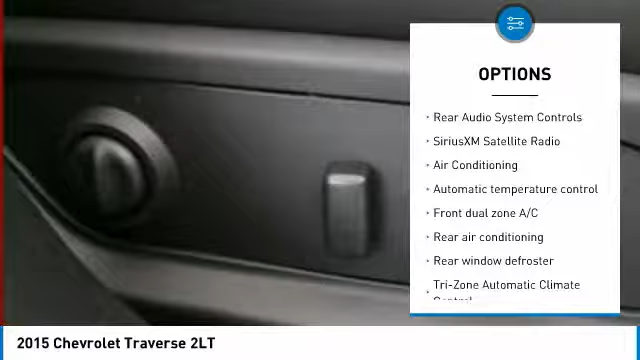 OPTIONS
Rear Audio System Controls
SiriusXM Satellite Radio
Air Conditioning
Automatic temperature control
Front dual zone A/C
Rear air conditioning
Rear window defroster
Tri-Zone Automatic Climate
2015 Chevrolet Traverse 2LT